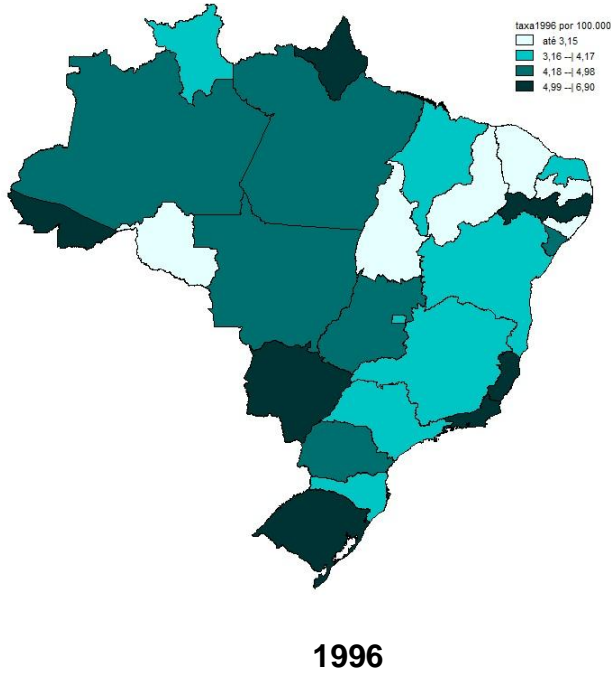 taxa1996 por 100.000
até 3,15
3,16 --| 4,17
4,18 --| 4,98
4,99 --| 6,90
1996